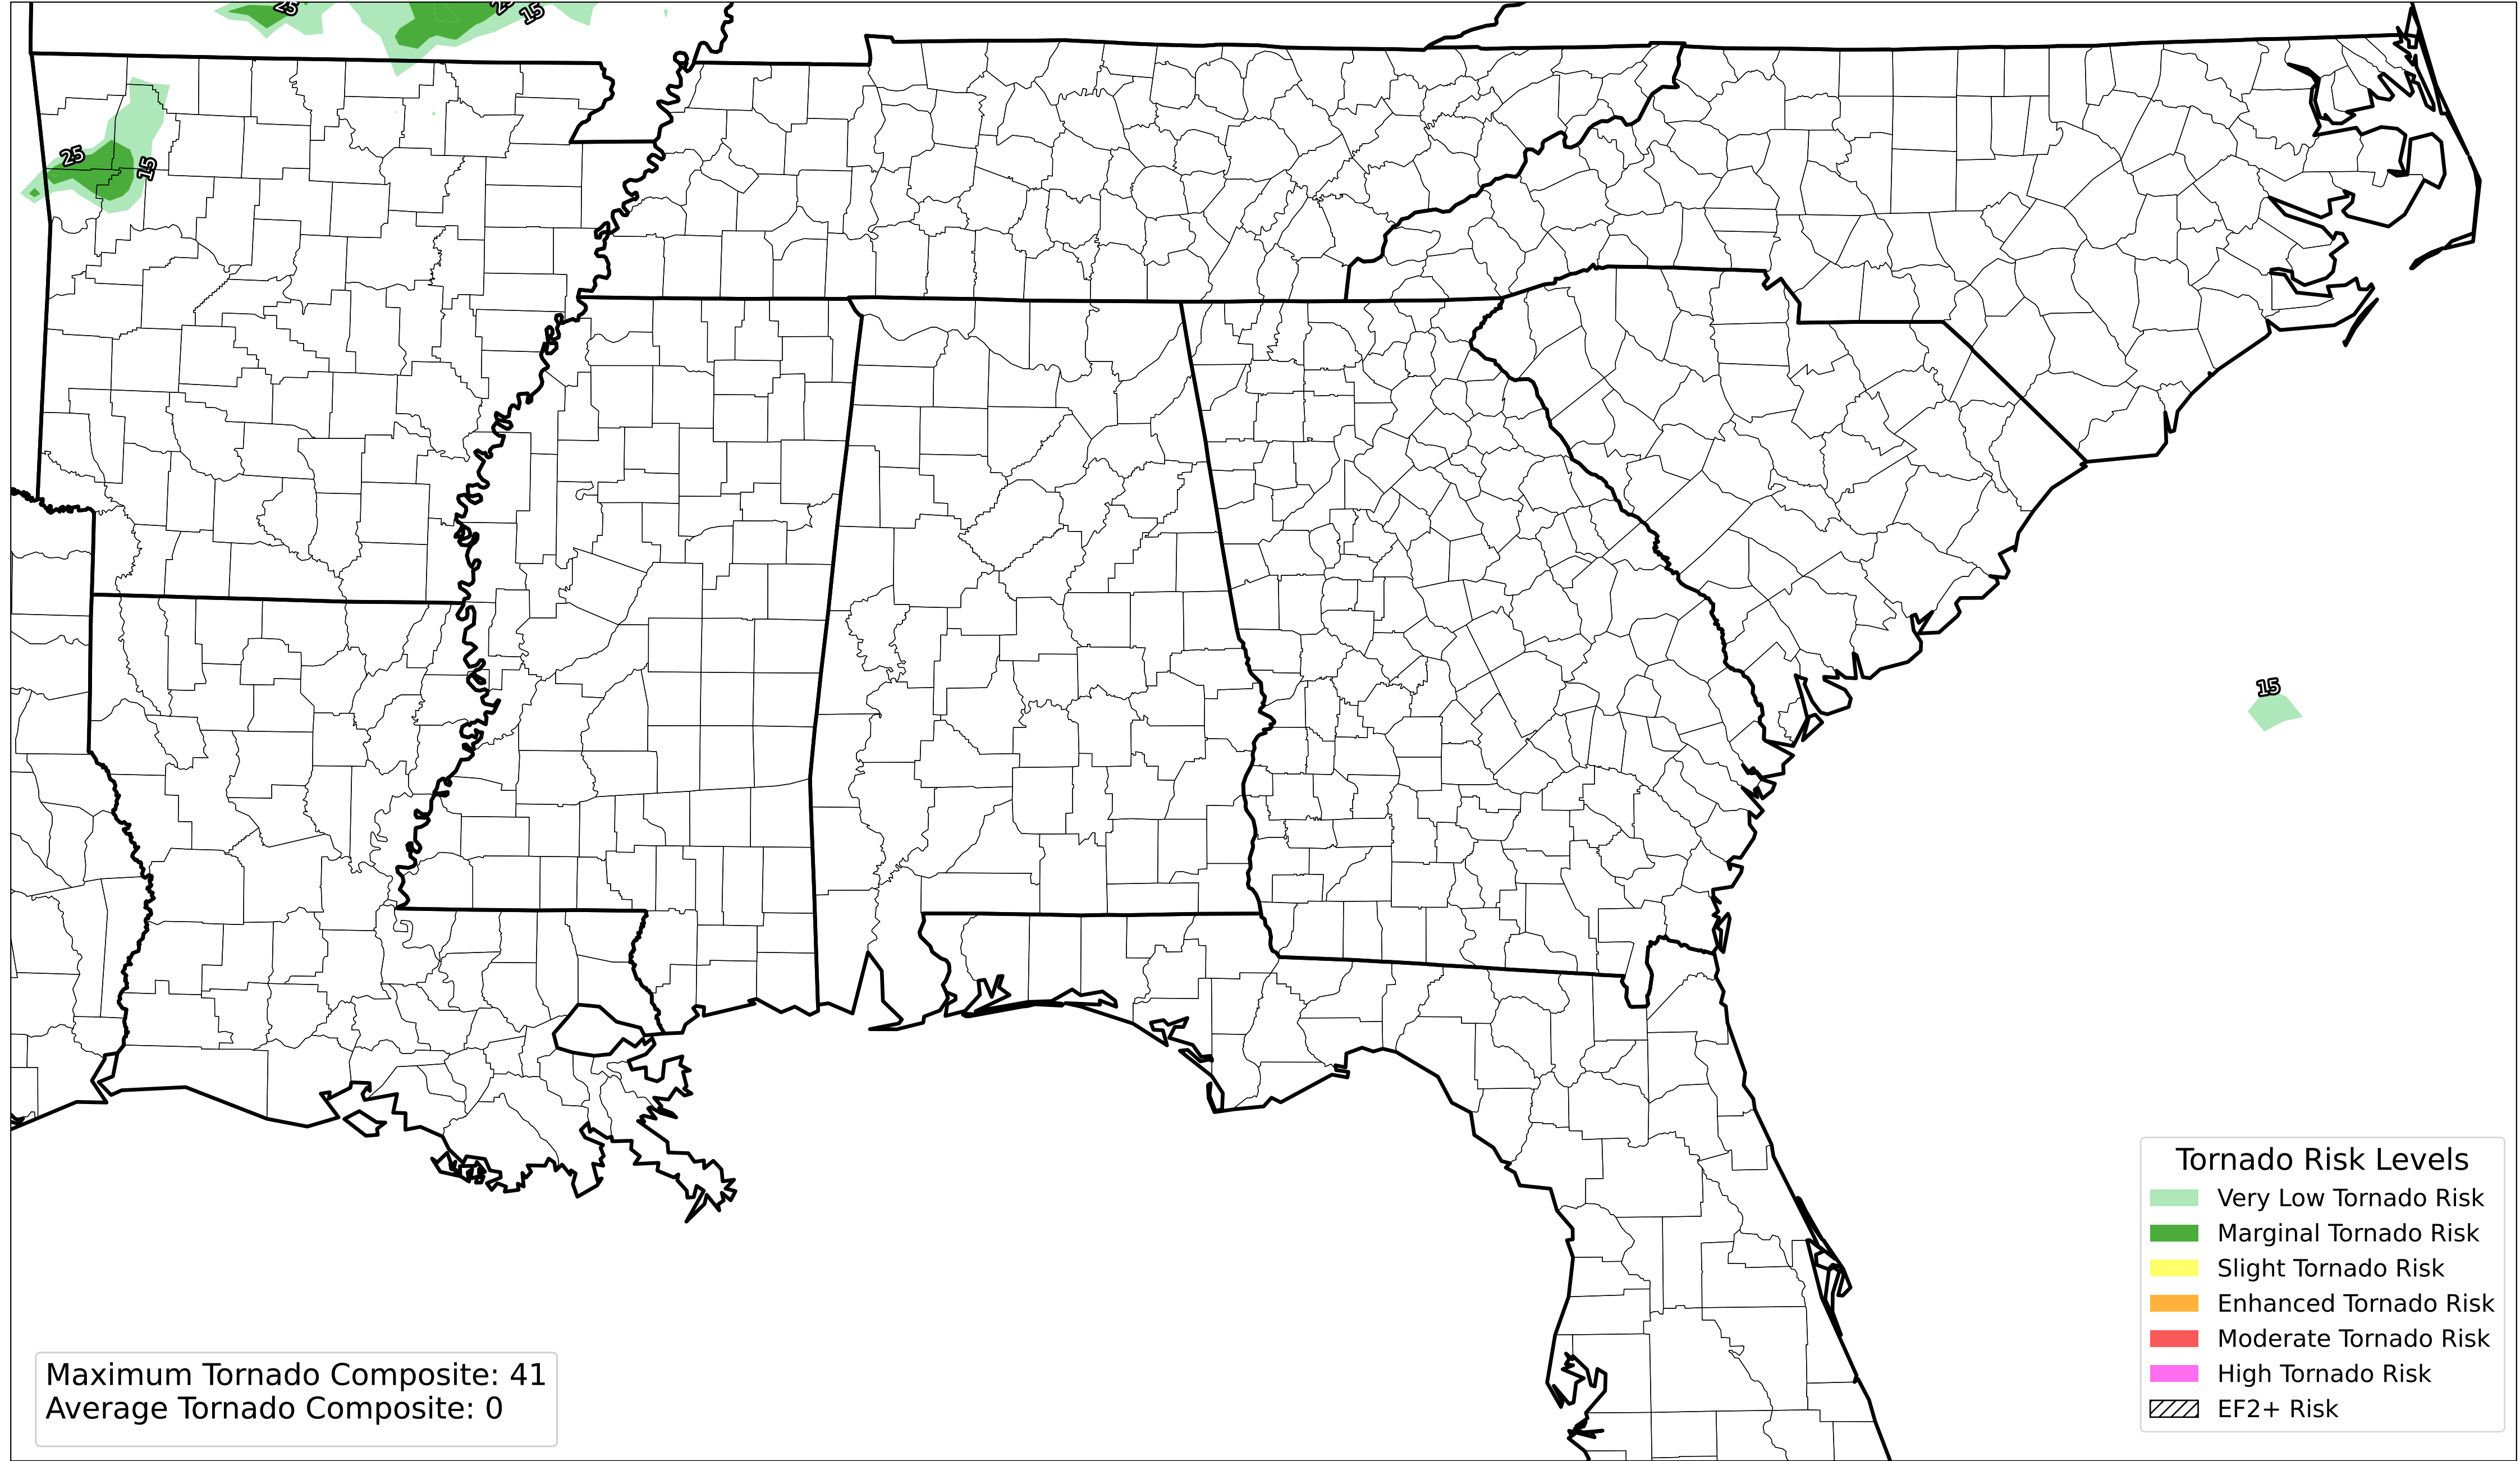 25
25
15
25
15
15
Tornado Risk Levels
Very Low Tornado Risk
Marginal Tornado Risk
Slight Tornado Risk
Enhanced Tornado Risk
Moderate Tornado Risk
High Tornado Risk
EF2+ Risk
Maximum Tornado Composite: 41
Average Tornado Composite: 0